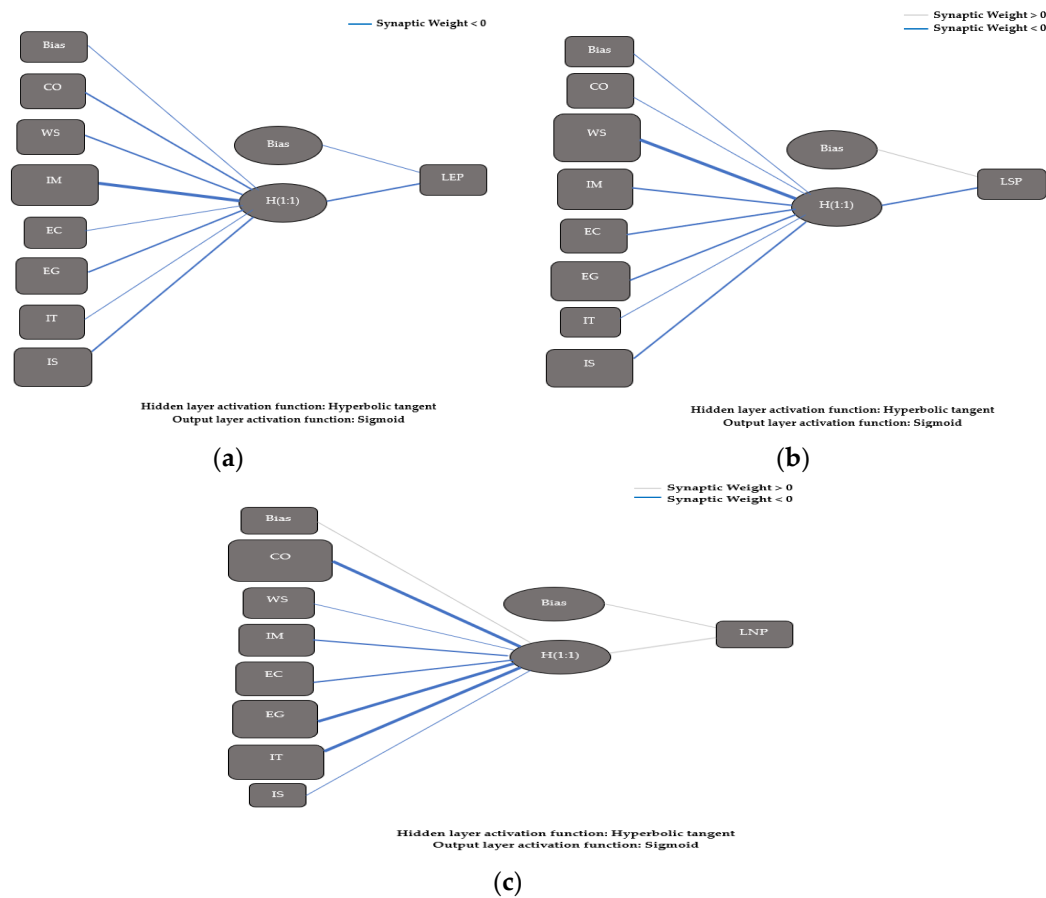 Synaptic Weight < 0
Bias
CO
WS
IM
EC
EG
IT
IS
Bias
H(1:1)
LEP
Hidden layer activation function: Hyperbolic tangent
Output layer activation function: Sigmoid
(a)
Synaptic Weight > 0
Synaptic Weight < 0
Bias
CO
WS
IM
EC
EG
IT
IS
Bias
H(1:1)
LSP
Hidden layer activation function: Hyperbolic tangent
Output layer activation function: Sigmoid
(b)
Synaptic Weight > 0
Synaptic Weight < 0
Bias
CO
WS
IM
EC
EG
IT
IS
Bias
H(1:1)
LNP
Hidden layer activation function: Hyperbolic tangent
Output layer activation function: Sigmoid
(c)